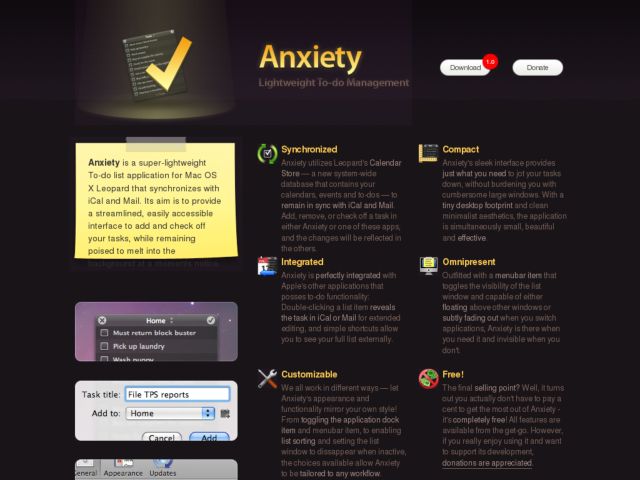 Anxiety
Lightweight To-do Management
Download
1.0
Donate
Anxiety is a super-lightweight
To-do list application for Mac OS
X Leopard that synchronizes with
iCal and Mail. Its aim is to provide
a streamlined, easily accessible
interface to add and check off
your tasks, while remaining
poised to melt into the
background at a moments notice.
Home
Must return block buster
Pick up laundry
Wash puppy
Task title: File TPS reports
Add to: Home
Cancel Add
General Appearance Updates
Synchronized
Anxiety utilizes Leopard's Calendar
Store — a new system-wide
database that contains your
calendars, events and to-dos — to
remain in sync with iCal and Mail.
Add, remove, or check off a task in
either Anxiety or one of these apps,
and the changes will be reflected in
the others.
Compact
Anxiety's sleek interface provides
just what you need to jot your tasks
down, without burdening you with
cumbersome large windows. With a
tiny desktop footprint and clean
minimalist aesthetics, the application
is simultaneously small, beautiful
and effective.
Integrated
Anxiety is perfectly integrated with
Apple's other applications that
posses to-do functionality:
Double-clicking a list item reveals
the task in iCal or Mail for extended
editing, and simple shortcuts allow
you to see your full list externally.
Omnipresent
Outfitted with a menubar item that
toggles the visibility of the list
window and capable of either
floating above other windows or
subtly fading out when you switch
applications, Anxiety is there when
you need it and invisible when you
don't.
Customizable
We all work in different ways — let
Anxiety's appearance and
functionality mirror your own style!
From toggling the application dock
item and menubar item, to enabling
list sorting and setting the list
window to dissappear when inactive,
the choices available allow Anxiety
to be tailored to any workflow.
Free!
The final selling point? Well, it turns
out you actually don't have to pay a
cent to get the most out of Anxiety -
it's completely free! All features are
available from the get-go. However,
if you really enjoy using it and want
to support its development,
donations are appreciated.